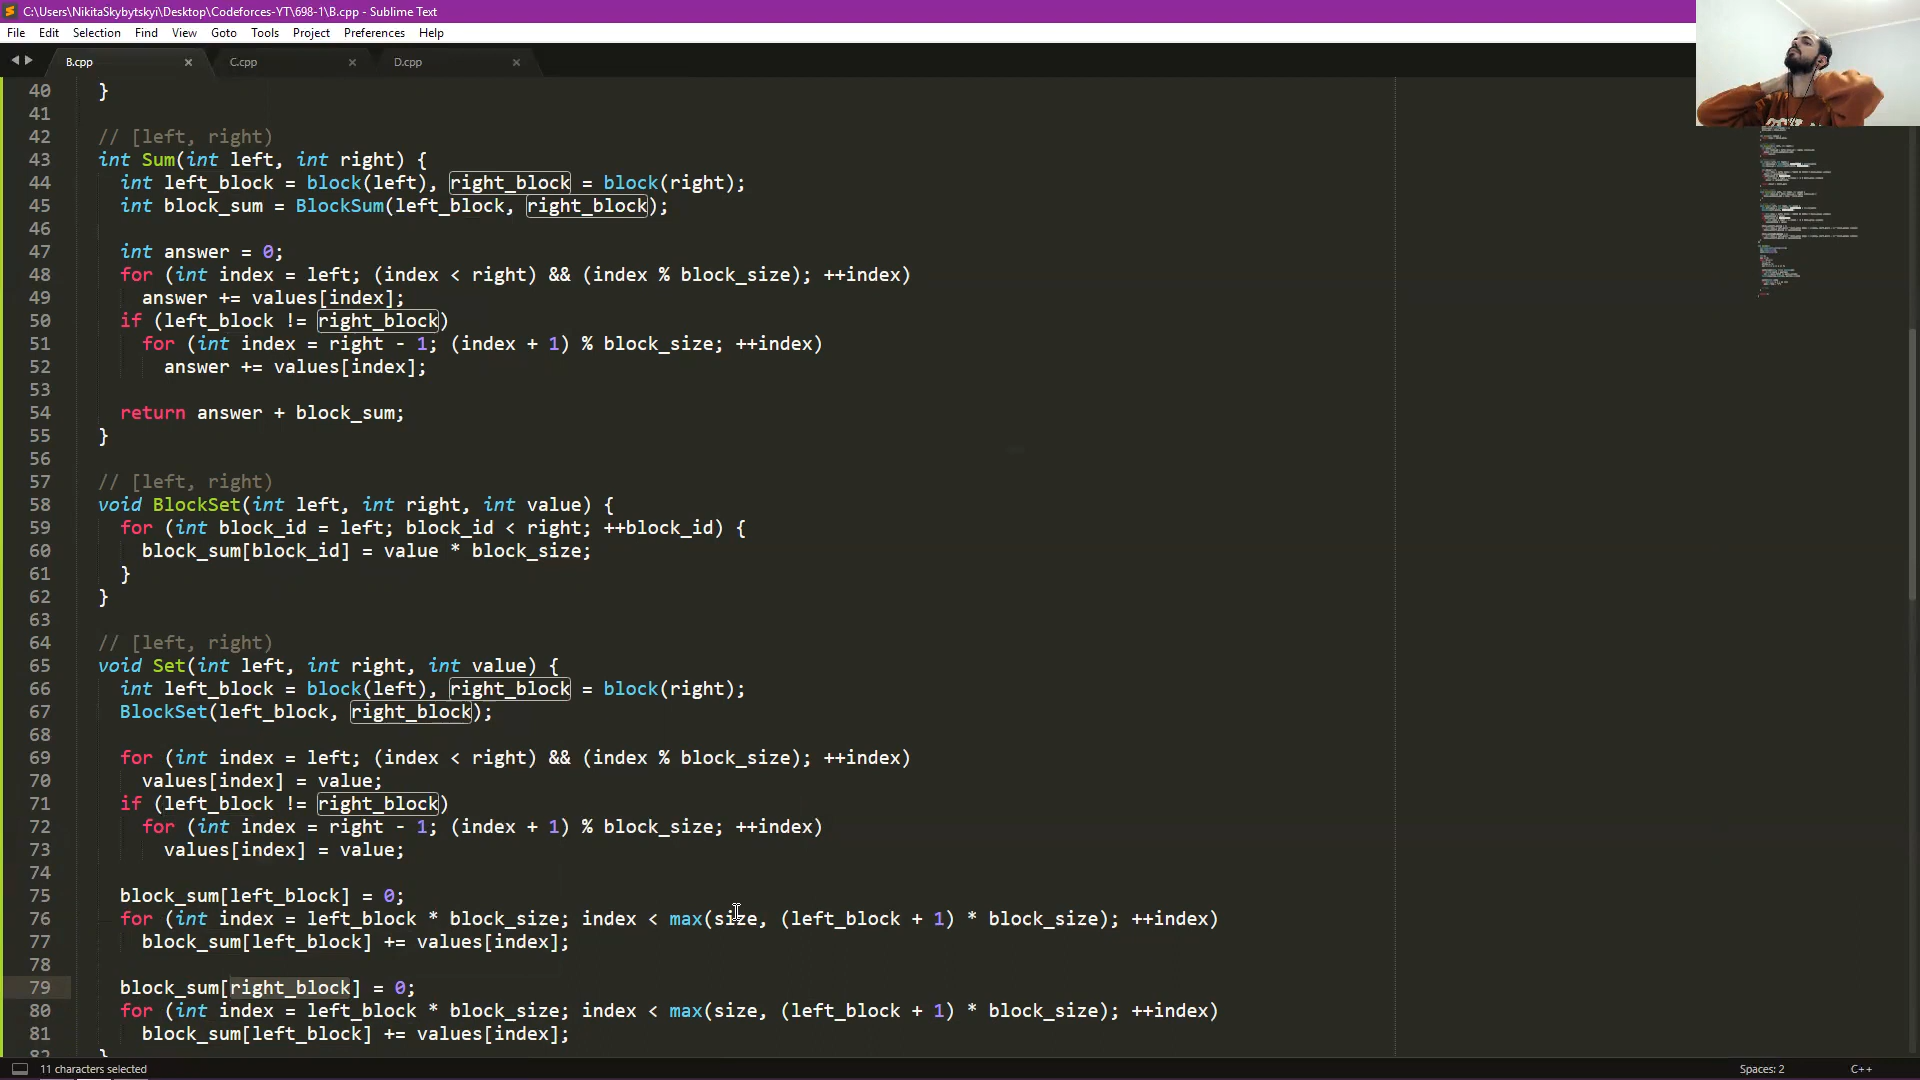 C:\Users\NikitaSkybytskyi\Desktop\Codeforces-YT\698-1\B.cpp - Sublime Text
File Edit Selection Find View Goto Tools Project Preferences Help
B.cpp C.cpp D.cpp
40 }
41
42 // [left, right)
43 int Sum(int left, int right) {
44 int left_block = block(left), right_block = block(right);
45 int block_sum = BlockSum(left_block, right_block);
46
47 int answer = 0;
48 for (int index = left; (index < right) && (index % block_size); ++index)
49 answer += values[index];
50 if (left_block != right_block)
51 for (int index = right - 1; (index + 1) % block_size; ++index)
52 answer += values[index];
53
54 return answer + block_sum;
55 }
56
57 // [left, right)
58 void BlockSet(int left, int right, int value) {
59 for (int block_id = left; block_id < right; ++block_id) {
60 block_sum[block_id] = value * block_size;
61 }
62 }
63
64 // [left, right)
65 void Set(int left, int right, int value) {
66 int left_block = block(left), right_block = block(right);
67 BlockSet(left_block, right_block);
68
69 for (int index = left; (index < right) && (index % block_size); ++index)
70 values[index] = value;
71 if (left_block != right_block)
72 for (int index = right - 1; (index + 1) % block_size; ++index)
73 values[index] = value;
74
75 block_sum[left_block] = 0;
76 for (int index = left_block * block_size; index < max(size, (left_block + 1) * block_size); ++index)
77 block_sum[left_block] += values[index];
78
79 block_sum[right_block] = 0;
80 for (int index = left_block * block_size; index < max(size, (left_block + 1) * block_size); ++index)
81 block_sum[left_block] += values[index];
82 }
11 characters selected Spaces: 2 C++